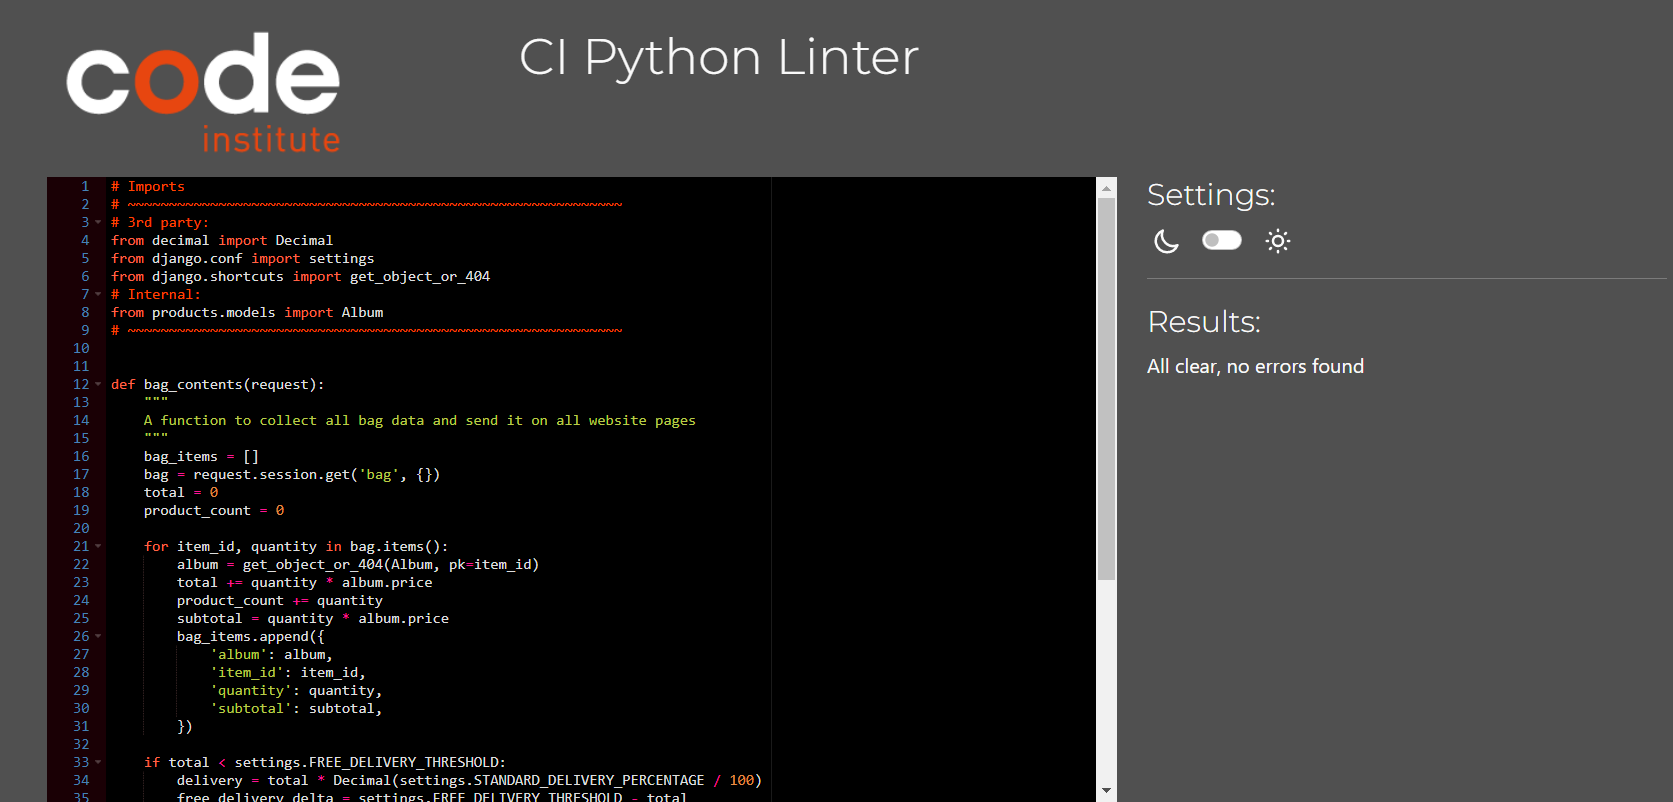 code
institute
CI Python Linter
1 # Imports
2 # ~~~~~~~~~~~~~~~~~~~~~~~~~~~~~~~~~~~~~~~~~~~~~~~~~~~~~~~~~~~~
3 # 3rd party:
4 from decimal import Decimal
5 from django.conf import settings
6 from django.shortcuts import get_object_or_404
7 # Internal:
8 from products.models import Album
9 # ~~~~~~~~~~~~~~~~~~~~~~~~~~~~~~~~~~~~~~~~~~~~~~~~~~~~~~~~~~~~
10
11
12 def bag_contents(request):
13     """
14     A function to collect all bag data and send it on all website pages
15     """
16     bag_items = []
17     bag = request.session.get('bag', {})
18     total = 0
19     product_count = 0
20
21     for item_id, quantity in bag.items():
22         album = get_object_or_404(Album, pk=item_id)
23         total += quantity * album.price
24         product_count += quantity
25         subtotal = quantity * album.price
26         bag_items.append({
27             'album': album,
28             'item_id': item_id,
29             'quantity': quantity,
30             'subtotal': subtotal,
31         })
32
33     if total < settings.FREE_DELIVERY_THRESHOLD:
34         delivery = total * Decimal(settings.STANDARD_DELIVERY_PERCENTAGE / 100)
35         free_delivery_delta = settings.FREE_DELIVERY_THRESHOLD - total
Settings:
Results:
All clear, no errors found